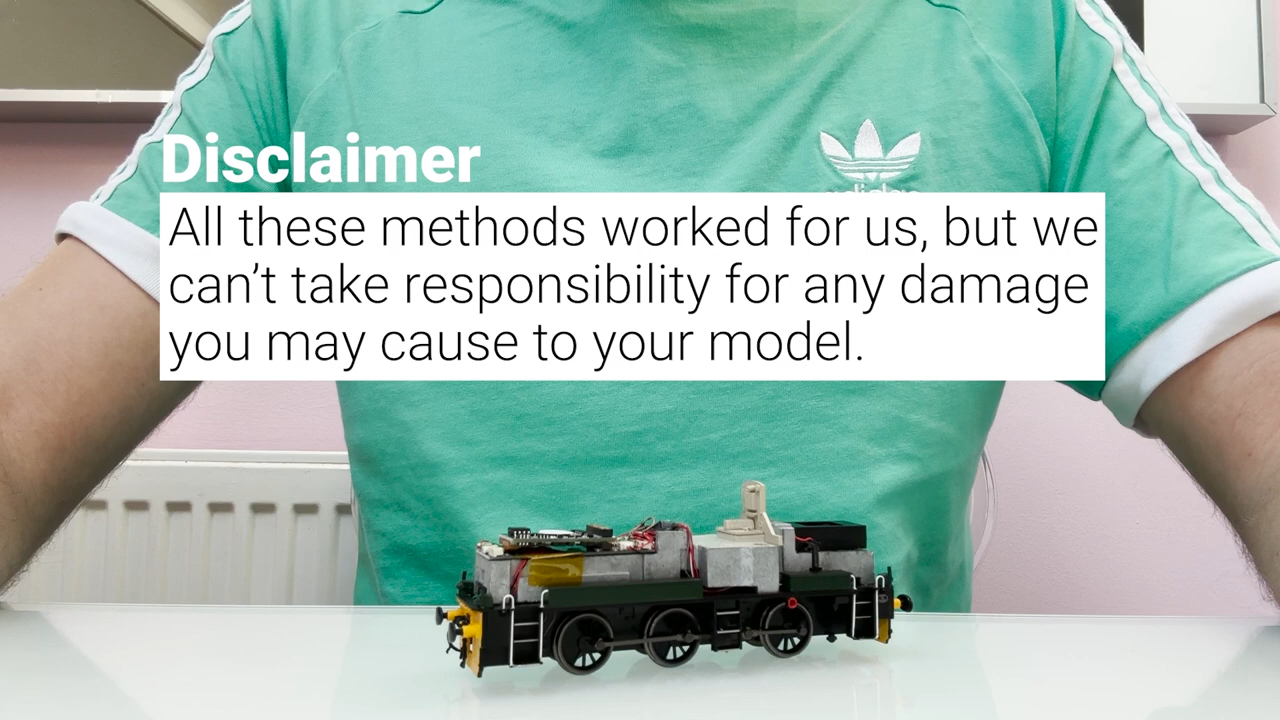 Disclaimer
All these methods worked for us, but we
can’t take responsibility for any damage
you may cause to your model.